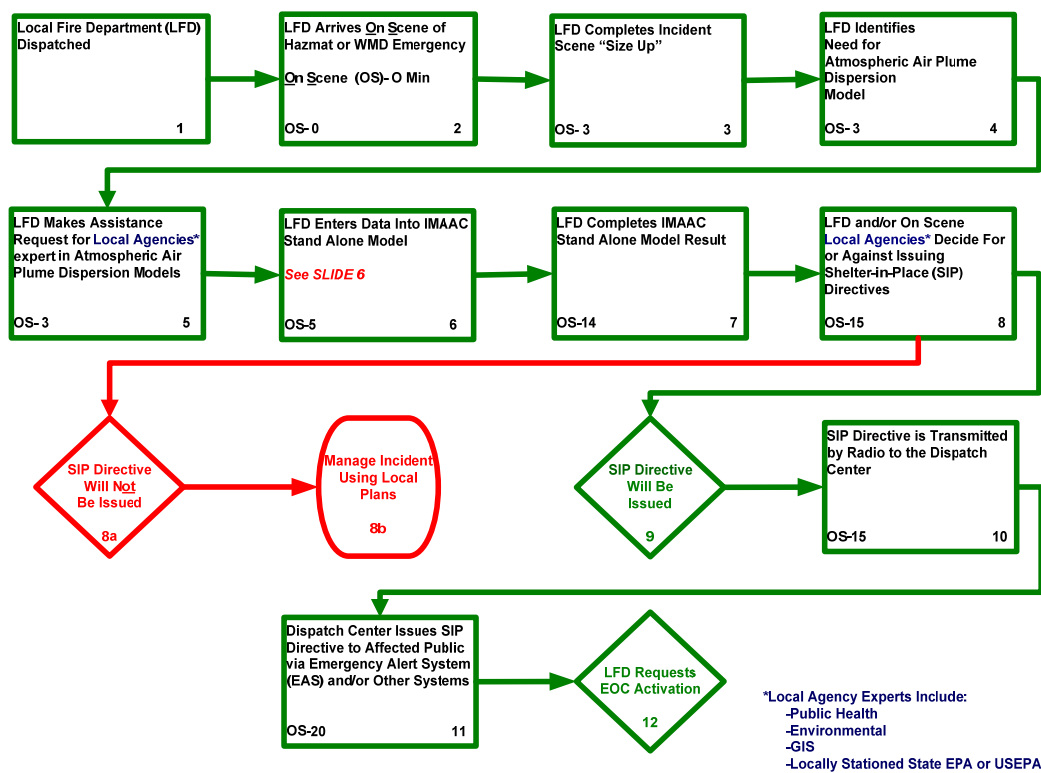 Local Fire Department (LFD)
Dispatched
1
LFD Arrives On Scene of
Hazmat or WMD Emergency
On Scene (OS)- O Min
OS- 0
2
LFD Completes Incident
Scene “Size Up”
OS- 3
3
LFD Identifies
Need for
Atmospheric Air Plume
Dispersion
Model
OS- 3
4
LFD Makes Assistance
Request for Local Agencies*
expert in Atmospheric Air
Plume Dispersion Models
OS- 3
5
LFD Enters Data Into IMAAC
Stand Alone Model
See SLIDE 6
OS-5
6
LFD Completes IMAAC
Stand Alone Model Result
OS-14
7
LFD and/or On Scene
Local Agencies* Decide For
or Against Issuing
Shelter-in-Place (SIP)
Directives
OS-15
8
SIP Directive
Will Not
Be Issued
8a
Manage Incident
Using Local
Plans
8b
SIP Directive
Will Be
Issued
9
SIP Directive is Transmitted
by Radio to the Dispatch
Center
OS-15
10
Dispatch Center Issues SIP
Directive to Affected Public
via Emergency Alert System
(EAS) and/or Other Systems
OS-20
11
LFD Requests
EOC Activation
12
*Local Agency Experts Include:
-Public Health
-Environmental
-GIS
-Locally Stationed State EPA or USEPA